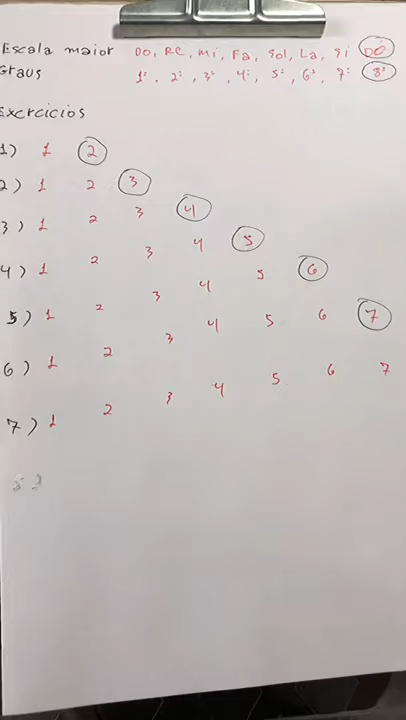 Escala maior DO, RE, Mi, Fa, Sol, La, Si DO
Graus 1º, 2º, 3º, 4º, 5º, 6º, 7º 8º
Exercicios
1) 1 2
2) 1 2 3
3) 1 2 3 4
4) 1 2 3 4 5
5) 1 2 3 4 5 6
6) 1 2 3 4 5 6 7
7) 1 2 3 4 5 6 7